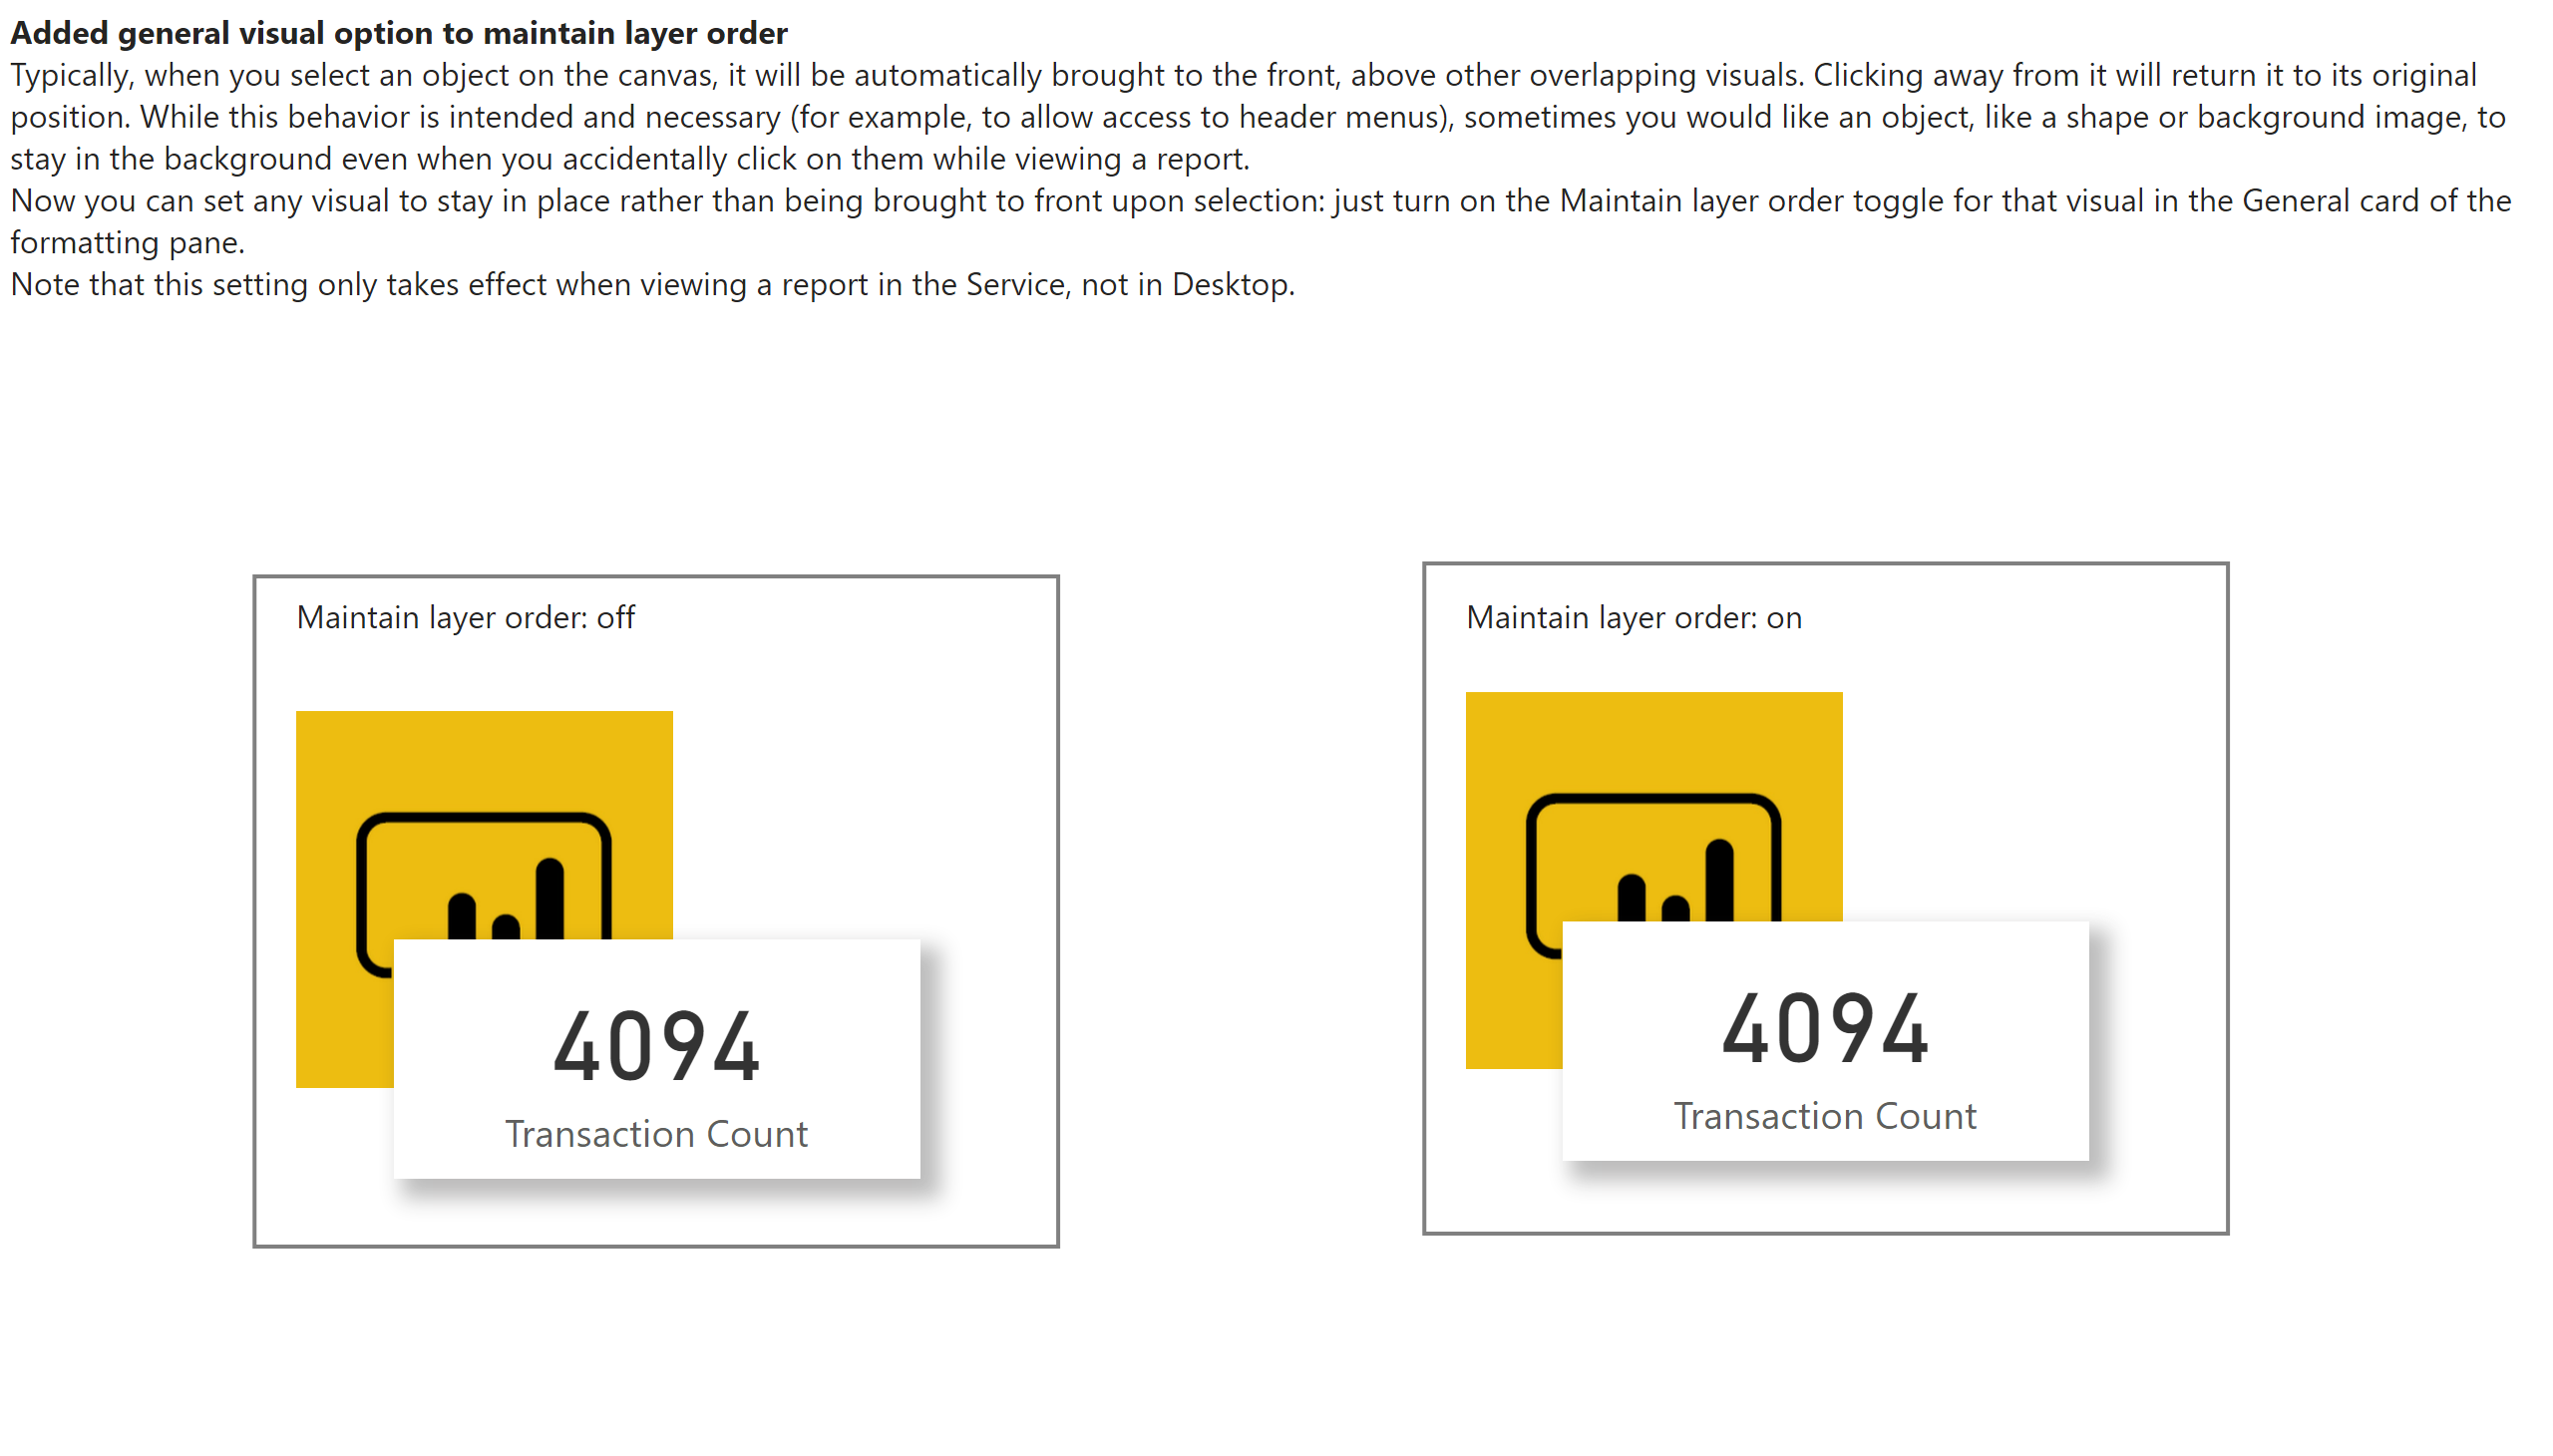 Added general visual option to maintain layer order
Typically, when you select an object on the canvas, it will be automatically brought to the front, above other overlapping visuals. Clicking away from it will return it to its original
position. While this behavior is intended and necessary (for example, to allow access to header menus), sometimes you would like an object, like a shape or background image, to
stay in the background even when you accidentally click on them while viewing a report.
Now you can set any visual to stay in place rather than being brought to front upon selection: just turn on the Maintain layer order toggle for that visual in the General card of the
formatting pane.
Note that this setting only takes effect when viewing a report in the Service, not in Desktop.
Maintain layer order: off
4094
Transaction Count
Maintain layer order: on
4094
Transaction Count